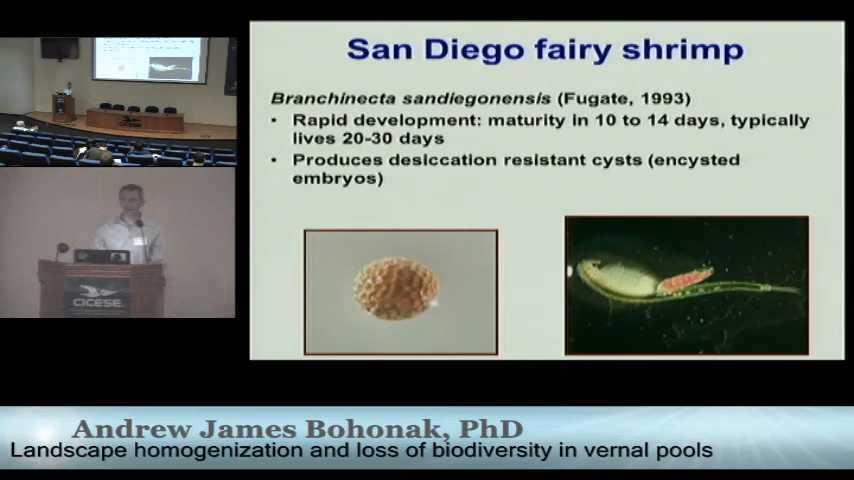 San Diego fairy shrimp
Branchinecta sandiegonensis (Fugate, 1993)
• Rapid development: maturity in 10 to 14 days, typically
lives 20-30 days
• Produces desiccation resistant cysts (encysted
embryos)
CICESE
Andrew James Bohonak, PhD
Landscape homogenization and loss of biodiversity in vernal pools